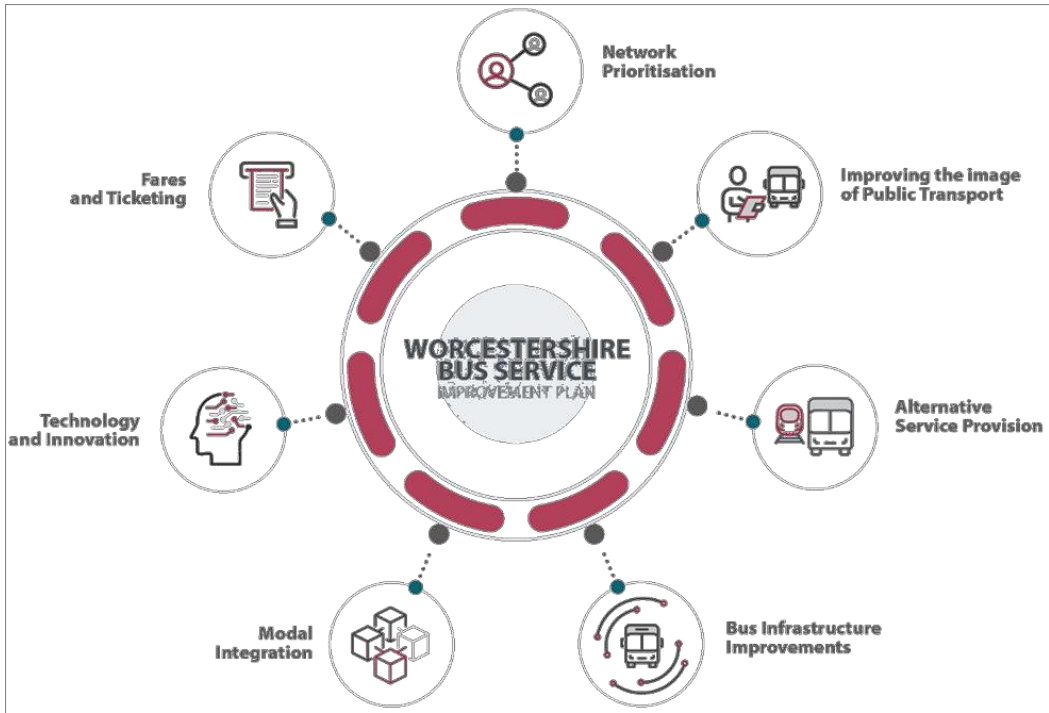 Network
Prioritisation
Improving the image
of Public Transport
Alternative
Service Provision
Bus Infrastructure
Improvements
Modal
Integration
Technology
and Innovation
Fares
and Ticketing
WORCESTERSHIRE
BUS SERVICE
IMPROVEMENT PLAN